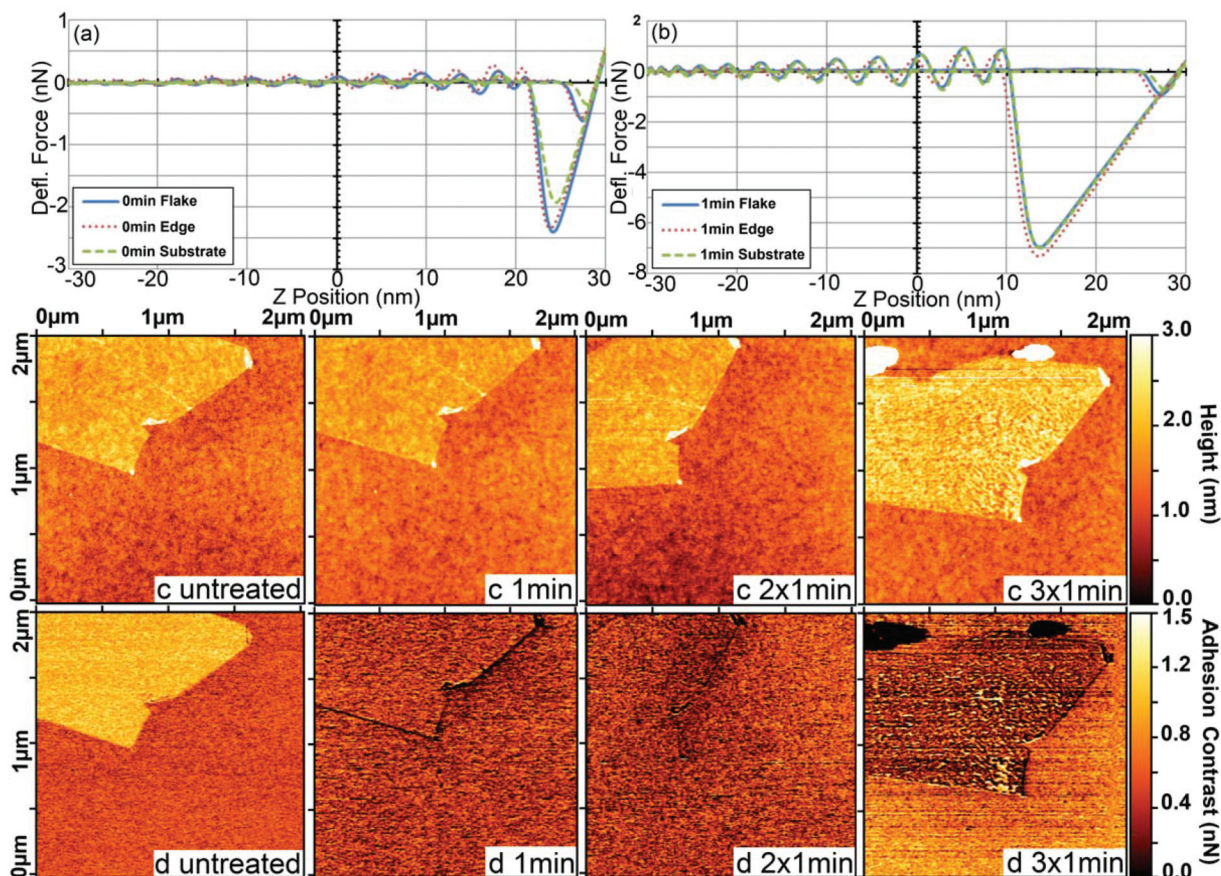 (a)
1
0
-1
-2
-3
Defl. Force (nN)
0min Flake
0min Edge
0min Substrate
-30 -20 -10 0 10 20 30
Z Position (nm)
(b)
2
0
-2
-4
-6
-8
Defl. Force (nN)
1min Flake
1min Edge
1min Substrate
-30 -20 -10 0 10 20 30
Z Position (nm)
0µm 1µm 2µm 0µm 1µm 2µm 0µm 1µm 2µm 0µm 1µm 2µm
2µm
1µm
0µm
c untreated
c 1min
c 2x1min
c 3x1min
3.0
2.0
1.0
0.0
Height (nm)
2µm
1µm
0µm
d untreated
d 1min
d 2x1min
d 3x1min
1.5
1.2
0.8
0.4
0.0
Adhesion Contrast (nN)